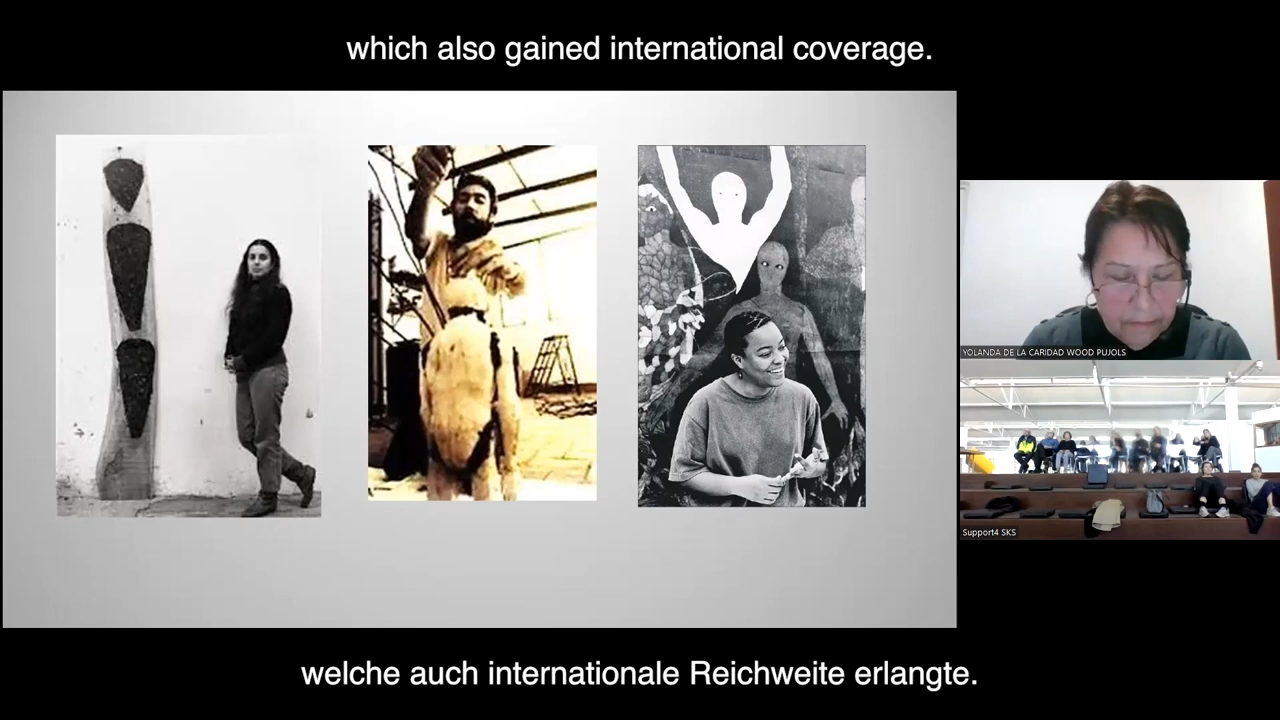 which also gained international coverage.
YOLANDA DE LA CARIDAD WOOD PUJOLS
Support4 SKS
welche auch internationale Reichweite erlangte.